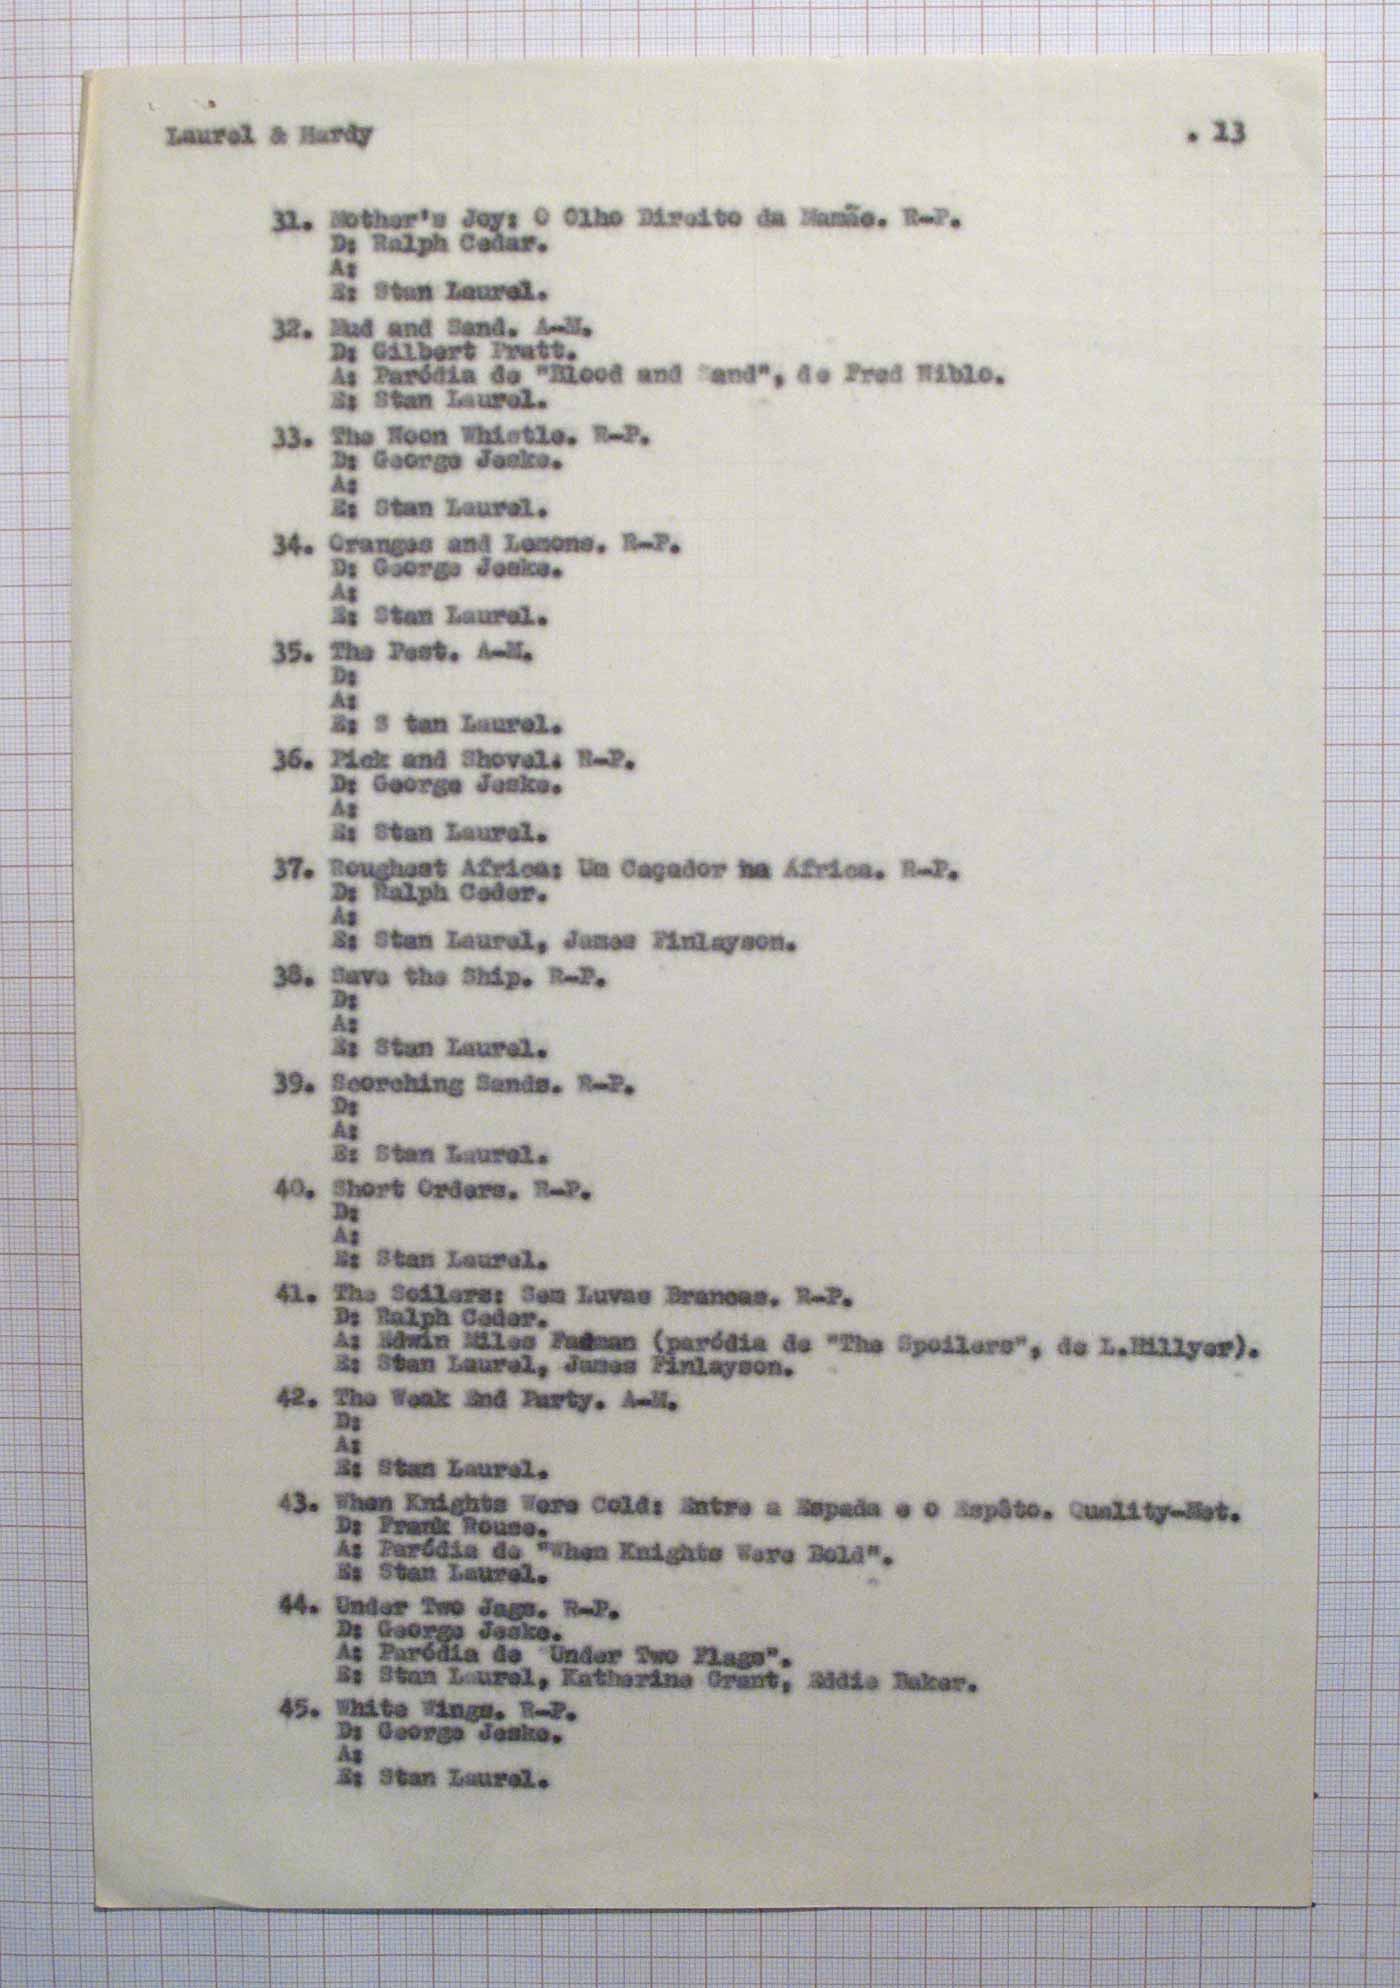 Laurel & Hardy . 13
31. Mother's Joy: O Olho Direito da Mamãe. R-P.
D: Ralph Cedar.
A:
E: Stan Laurel.
32. Mud and Sand. A-M.
D: Gilbert Pratt.
A: Paródia de "Blood and Sand", de Fred Niblo.
E: Stan Laurel.
33. The Noon Whistle. R-P.
D: George Jeske.
A:
E: Stan Laurel.
34. Oranges and Lemons. R-P.
D: George Jeske.
A:
E: Stan Laurel.
35. The Pest. A-M.
D:
A:
E: S tan Laurel.
36. Pick and Shovel. R-P.
D: George Jeske.
A:
E: Stan Laurel.
37. Roughest Africa: Um Caçador na África. R-P.
D: Ralph Ceder.
A:
E: Stan Laurel, James Finlayson.
38. Save the Ship. R-P.
D:
A:
E: Stan Laurel.
39. Scorching Sands. R-P.
D:
A:
E: Stan Laurel.
40. Short Orders. R-P.
D:
A:
E: Stan Laurel.
41. The Soilers: Sem Luvas Brancas. R-P.
D: Ralph Ceder.
A: Edwin Miles Fadman (paródia de "The Spoilers", de L.Hillyer).
E: Stan Laurel, James Finlayson.
42. The Weak End Party. A-M.
D:
A:
E: Stan Laurel.
43. When Knights Were Cold: Entre a Espada e o Espêto. Quality-Met.
D: Frank Fouse.
A: Paródia de "When Knights Were Bold".
E: Stan Laurel.
44. Under Two Jags. R-P.
D: George Jeske.
A: Paródia de "Under Two Flags".
E: Stan Laurel, Katherine Grant, Eddie Baker.
45. White Wings. R-P.
D: George Jeske.
A:
E: Stan Laurel.